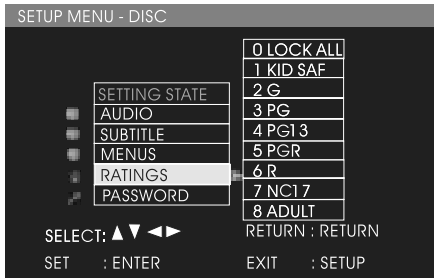 SETUP MENU - DISC
SETTING STATE
AUDIO
SUBTITLE
MENUS
RATINGS
PASSWORD
0 LOCK ALL
1 KID SAF
2 G
3 PG
4 PG13
5 PGR
6 R
7 NC17
8 ADULT
SELECT: ▲ ▼ ◄ ►
RETURN : RETURN
SET : ENTER
EXIT : SETUP